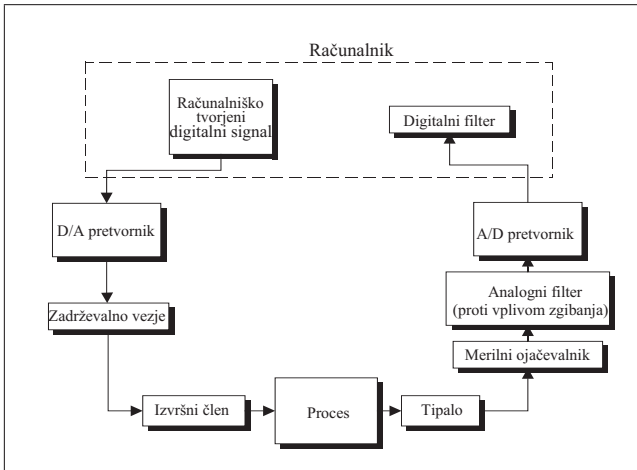 Računalnik
Računalniško
tvorjeni
digitalni signal
Digitalni filter
D/A pretvornik
A/D pretvornik
Zadrževalno vezje
Analogni filter
(proti vplivom zgibanja)
Merilni ojačevalnik
Izvršni člen
Proces
Tipalo